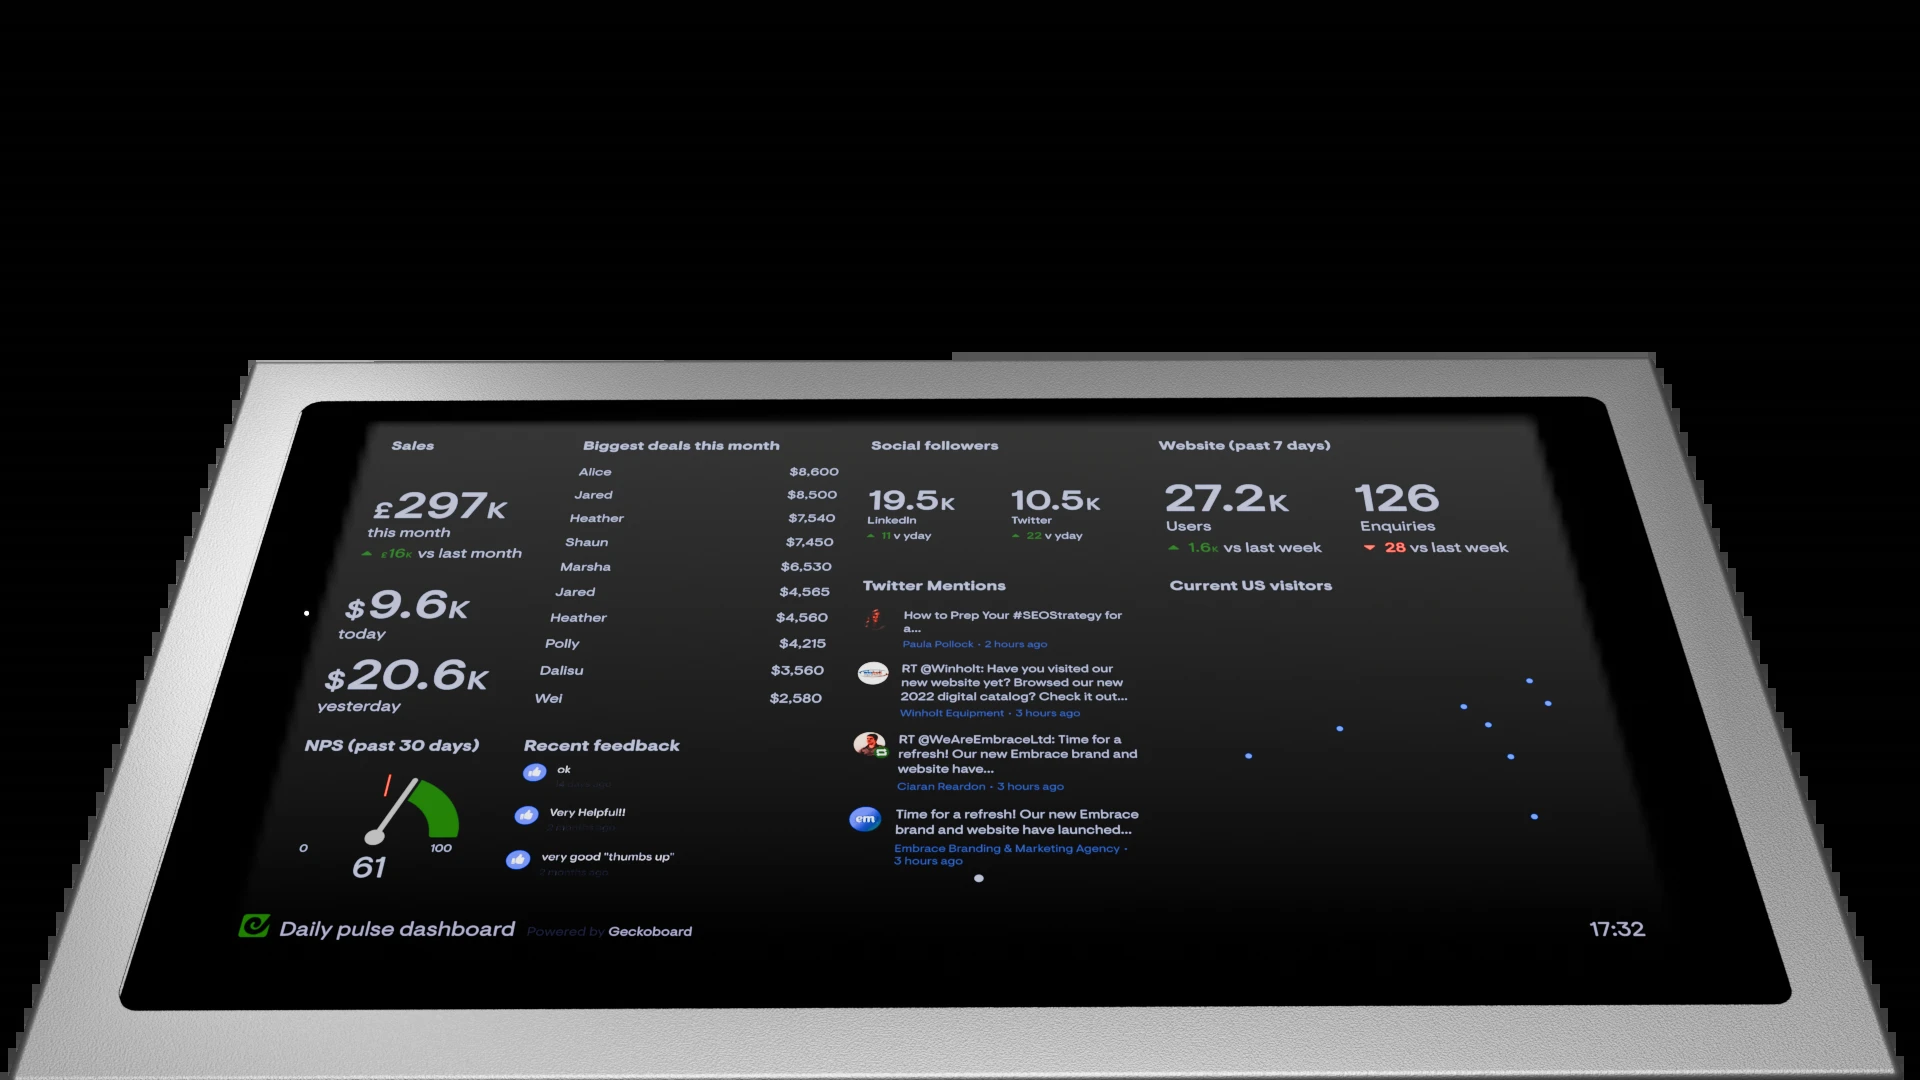 Sales
£297K
this month
£16K vs last month
$9.6K
today
$20.6K
yesterday
NPS (past 30 days)
0
100
61
Biggest deals this month
Alice $8,600
Jared $8,500
Heather $7,540
Shaun $7,450
Marsha $6,530
Jared $4,565
Heather $4,560
Polly $4,215
Dalisu $3,560
Wei $2,580
Recent feedback
ok
Very Helpful!!
2 months ago
very good "thumbs up"
2 months ago
Social followers
19.5K
LinkedIn
11 v yday
10.5K
Twitter
22 v yday
Twitter Mentions
How to Prep Your #SEOStrategy for
a...
Paula Pollock • 2 hours ago
RT @Winholt: Have you visited our
new website yet? Browsed our new
2022 digital catalog? Check it out...
Winholt Equipment • 3 hours ago
RT @WeAreEmbraceLtd: Time for a
refresh! Our new Embrace brand and
website have...
Ciaran Reardon • 3 hours ago
em
Time for a refresh! Our new Embrace
brand and website have launched...
Embrace Branding & Marketing Agency •
3 hours ago
Website (past 7 days)
27.2K
Users
1.6K vs last week
126
Enquiries
28 vs last week
Current US visitors
Daily pulse dashboard Powered by Geckoboard
17:32